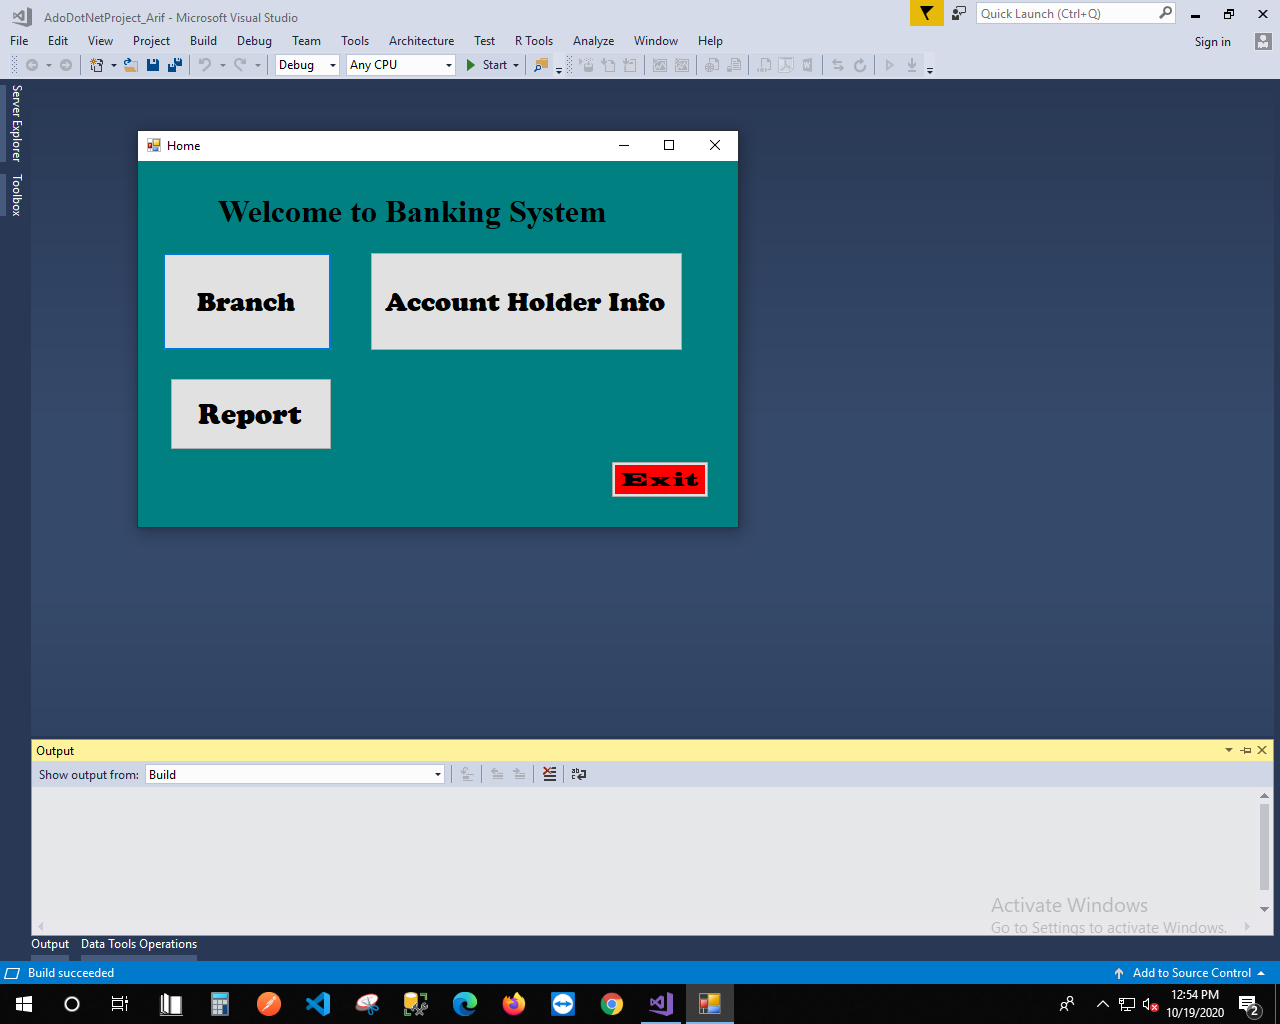 AdoDotNetProject_Arif - Microsoft Visual Studio
Quick Launch (Ctrl+Q)
File Edit View Project Build Debug Team Tools Architecture Test R Tools Analyze Window Help
Sign in
Debug Any CPU Start
Server Explorer
Toolbox
Home
Welcome to Banking System
Branch
Account Holder Info
Report
Exit
Output
Show output from: Build
Activate Windows
Go to Settings to activate Windows.
Output Data Tools Operations
Build succeeded
Add to Source Control
12:54 PM
10/19/2020
2